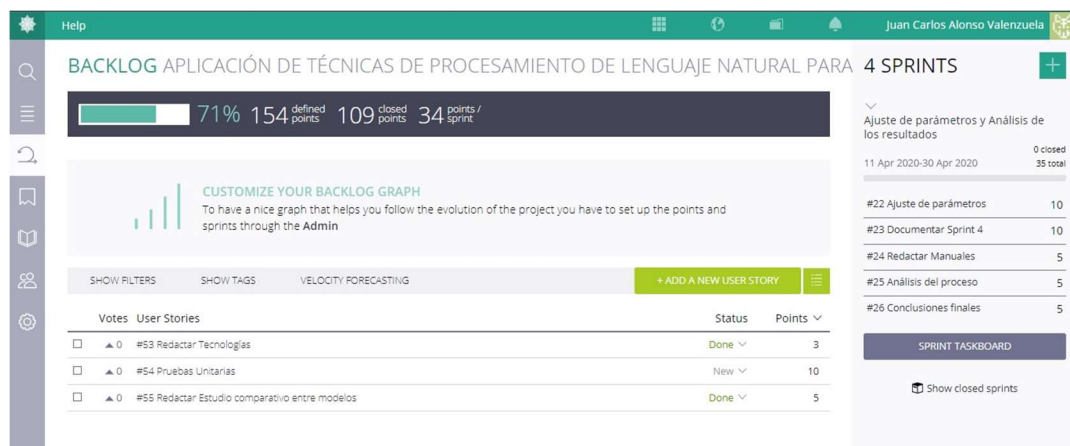 Help
Juan Carlos Alonso Valenzuela
BACKLOG APLICACIÓN DE TÉCNICAS DE PROCESAMIENTO DE LENGUAJE NATURAL PARA
71% 154 defined points 109 closed points 34 points / sprint
CUSTOMIZE YOUR BACKLOG GRAPH
To have a nice graph that helps you follow the evolution of the project you have to set up the points and
sprints through the Admin
SHOW FILTERS SHOW TAGS VELOCITY FORECASTING + ADD A NEW USER STORY
Votes User Stories Status Points
0 #53 Redactar Tecnologías Done 3
0 #54 Pruebas Unitarias New 10
0 #55 Redactar Estudio comparativo entre modelos Done 5
4 SPRINTS
Ajuste de parámetros y Análisis de
los resultados
0 closed
11 Apr 2020-30 Apr 2020 35 total
#22 Ajuste de parámetros 10
#23 Documentar Sprint 4 10
#24 Redactar Manuales 5
#25 Análisis del proceso 5
#26 Conclusiones finales 5
SPRINT TASKBOARD
Show closed sprints